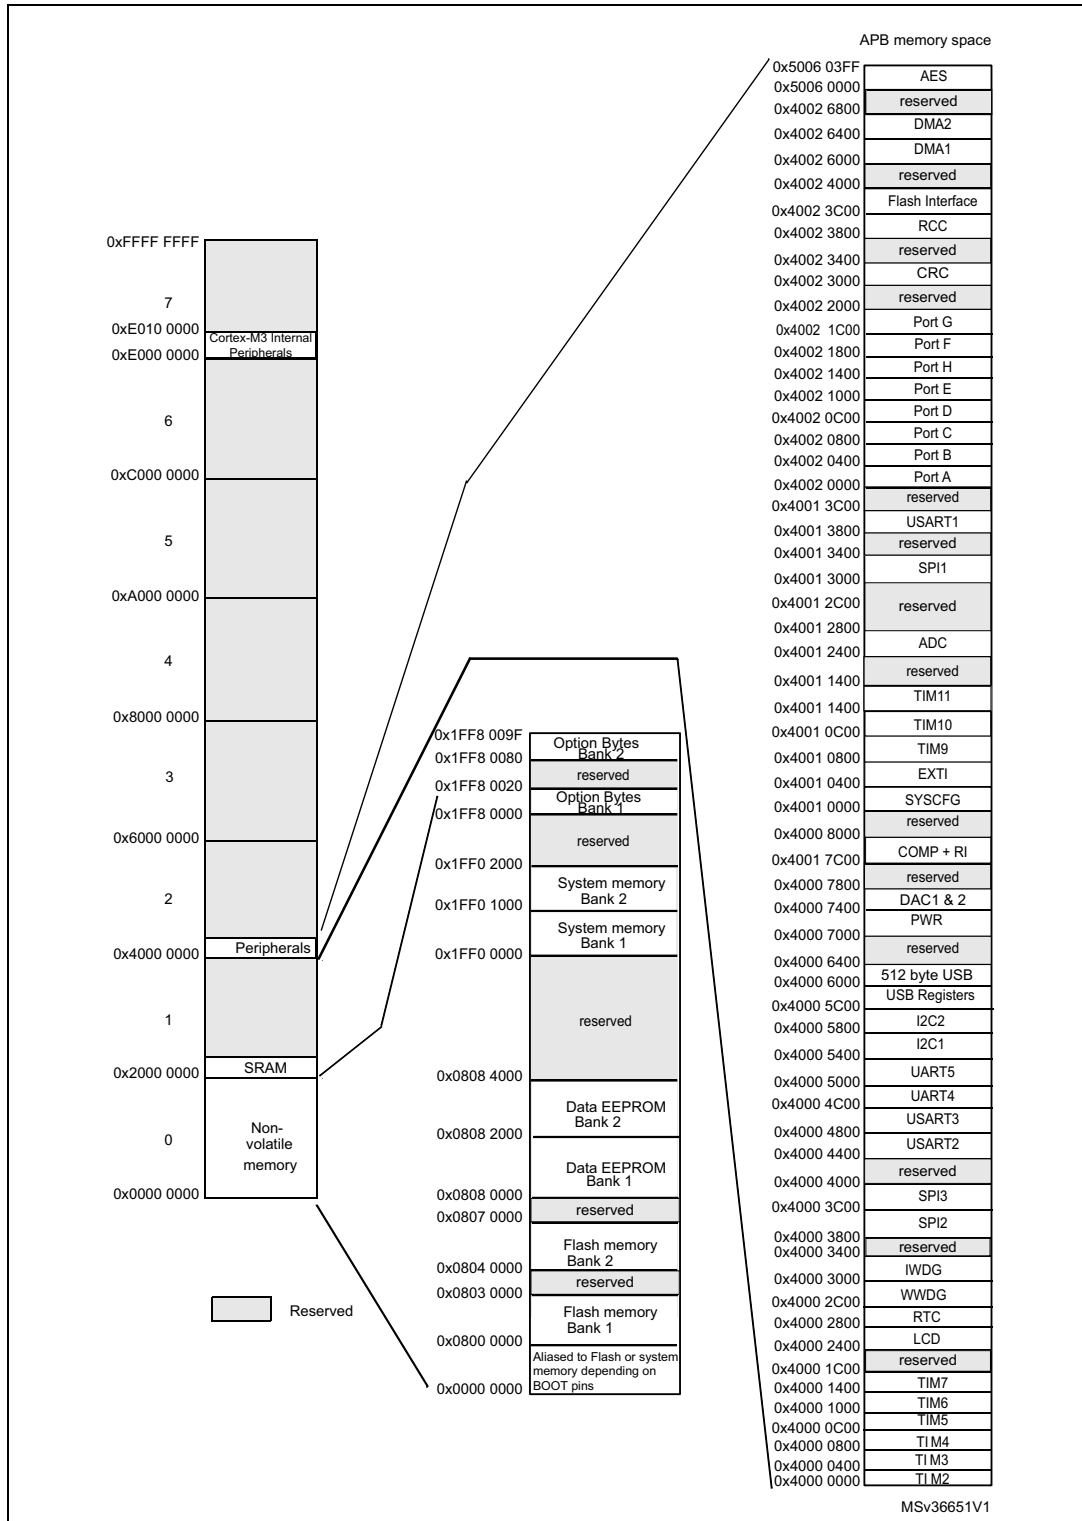 APB memory space
0x5006 03FF
AES
0x5006 0000
reserved
0x4002 6800
DMA2
0x4002 6400
DMA1
0x4002 6000
reserved
0x4002 4000
Flash Interface
0x4002 3C00
RCC
0x4002 3800
reserved
0x4002 3400
CRC
0x4002 3000
reserved
0x4002 2000
Port G
0x4002 1C00
Port F
0x4002 1800
Port H
0x4002 1400
Port E
0x4002 1000
Port D
0x4002 0C00
Port C
0x4002 0800
Port B
0x4002 0400
Port A
0x4002 0000
reserved
0x4001 3C00
USART1
0x4001 3800
reserved
0x4001 3400
SPI1
0x4001 3000
0x4001 2C00
reserved
0x4001 2800
ADC
0x4001 2400
reserved
0x4001 1400
TIM11
0x4001 1400
TIM10
0x4001 0C00
TIM9
0x4001 0800
EXTI
0x4001 0400
SYSCFG
0x4001 0000
reserved
0x4000 8000
COMP + RI
0x4001 7C00
reserved
0x4000 7800
DAC1 & 2
0x4000 7400
PWR
0x4000 7000
reserved
0x4000 6400
512 byte USB
0x4000 6000
USB Registers
0x4000 5C00
I2C2
0x4000 5800
I2C1
0x4000 5400
UART5
0x4000 5000
UART4
0x4000 4C00
USART3
0x4000 4800
USART2
0x4000 4400
reserved
0x4000 4000
SPI3
0x4000 3C00
SPI2
0x4000 3800
0x4000 3400
reserved
IWDG
0x4000 3000
WWDG
0x4000 2C00
RTC
0x4000 2800
LCD
0x4000 2400
reserved
0x4000 1C00
TIM7
0x4000 1400
TIM6
0x4000 1000
TIM5
0x4000 0C00
TIM4
0x4000 0800
TIM3
0x4000 0400
TIM2
0x4000 0000
0xFFFF FFFF
7
0xE010 0000
Cortex-M3 Internal
Peripherals
0xE000 0000
6
0xC000 0000
5
0xA000 0000
4
0x8000 0000
3
0x6000 0000
2
Peripherals
0x4000 0000
1
SRAM
0x2000 0000
0
Non-
volatile
memory
0x0000 0000
Reserved
0x1FF8 009F
Option Bytes
Bank 2
0x1FF8 0080
reserved
0x1FF8 0020
Option Bytes
Bank 1
0x1FF8 0000
reserved
0x1FF0 2000
System memory
Bank 2
0x1FF0 1000
System memory
Bank 1
0x1FF0 0000
reserved
0x0808 4000
Data EEPROM
Bank 2
0x0808 2000
Data EEPROM
Bank 1
0x0808 0000
reserved
0x0807 0000
Flash memory
Bank 2
0x0804 0000
reserved
0x0803 0000
Flash memory
Bank 1
0x0800 0000
Aliased to Flash or system
memory depending on
BOOT pins
0x0000 0000
MSv36651V1